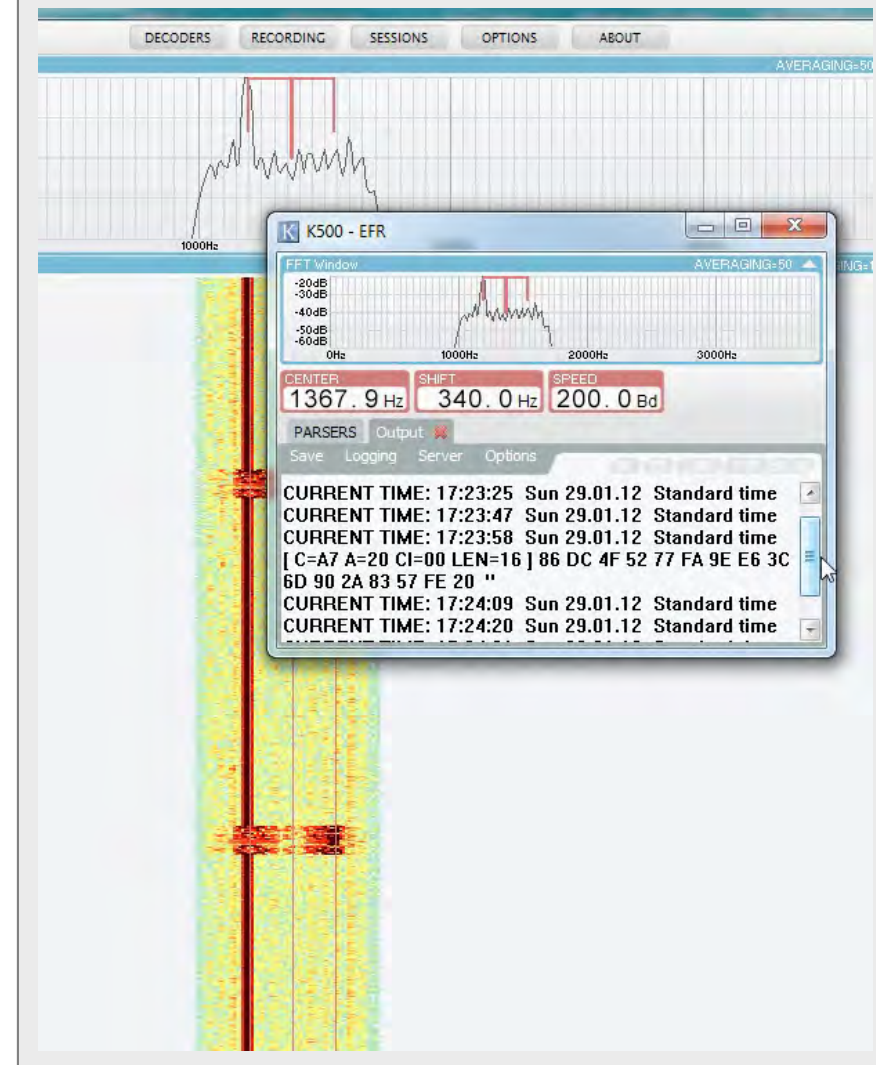 DECODERS RECORDING SESSIONS OPTIONS ABOUT
AVERAGING=50
1000Hz
K K500 - EFR
FFT Window AVERAGING=50
-20dB
-30dB
-40dB
-50dB
-60dB
0Hz 1000Hz 2000Hz 3000Hz
CENTER SHIFT SPEED
1367.9 Hz 340.0 Hz 200.0 Bd
PARSERS Output
Save Logging Server Options
CURRENT TIME: 17:23:25 Sun 29.01.12 Standard time
CURRENT TIME: 17:23:47 Sun 29.01.12 Standard time
CURRENT TIME: 17:23:58 Sun 29.01.12 Standard time
[ C=A7 A=20 CI=00 LEN=16 ] 86 DC 4F 52 77 FA 9E E6 3C
6D 90 2A 83 57 FE 20 "
CURRENT TIME: 17:24:09 Sun 29.01.12 Standard time
CURRENT TIME: 17:24:20 Sun 29.01.12 Standard time